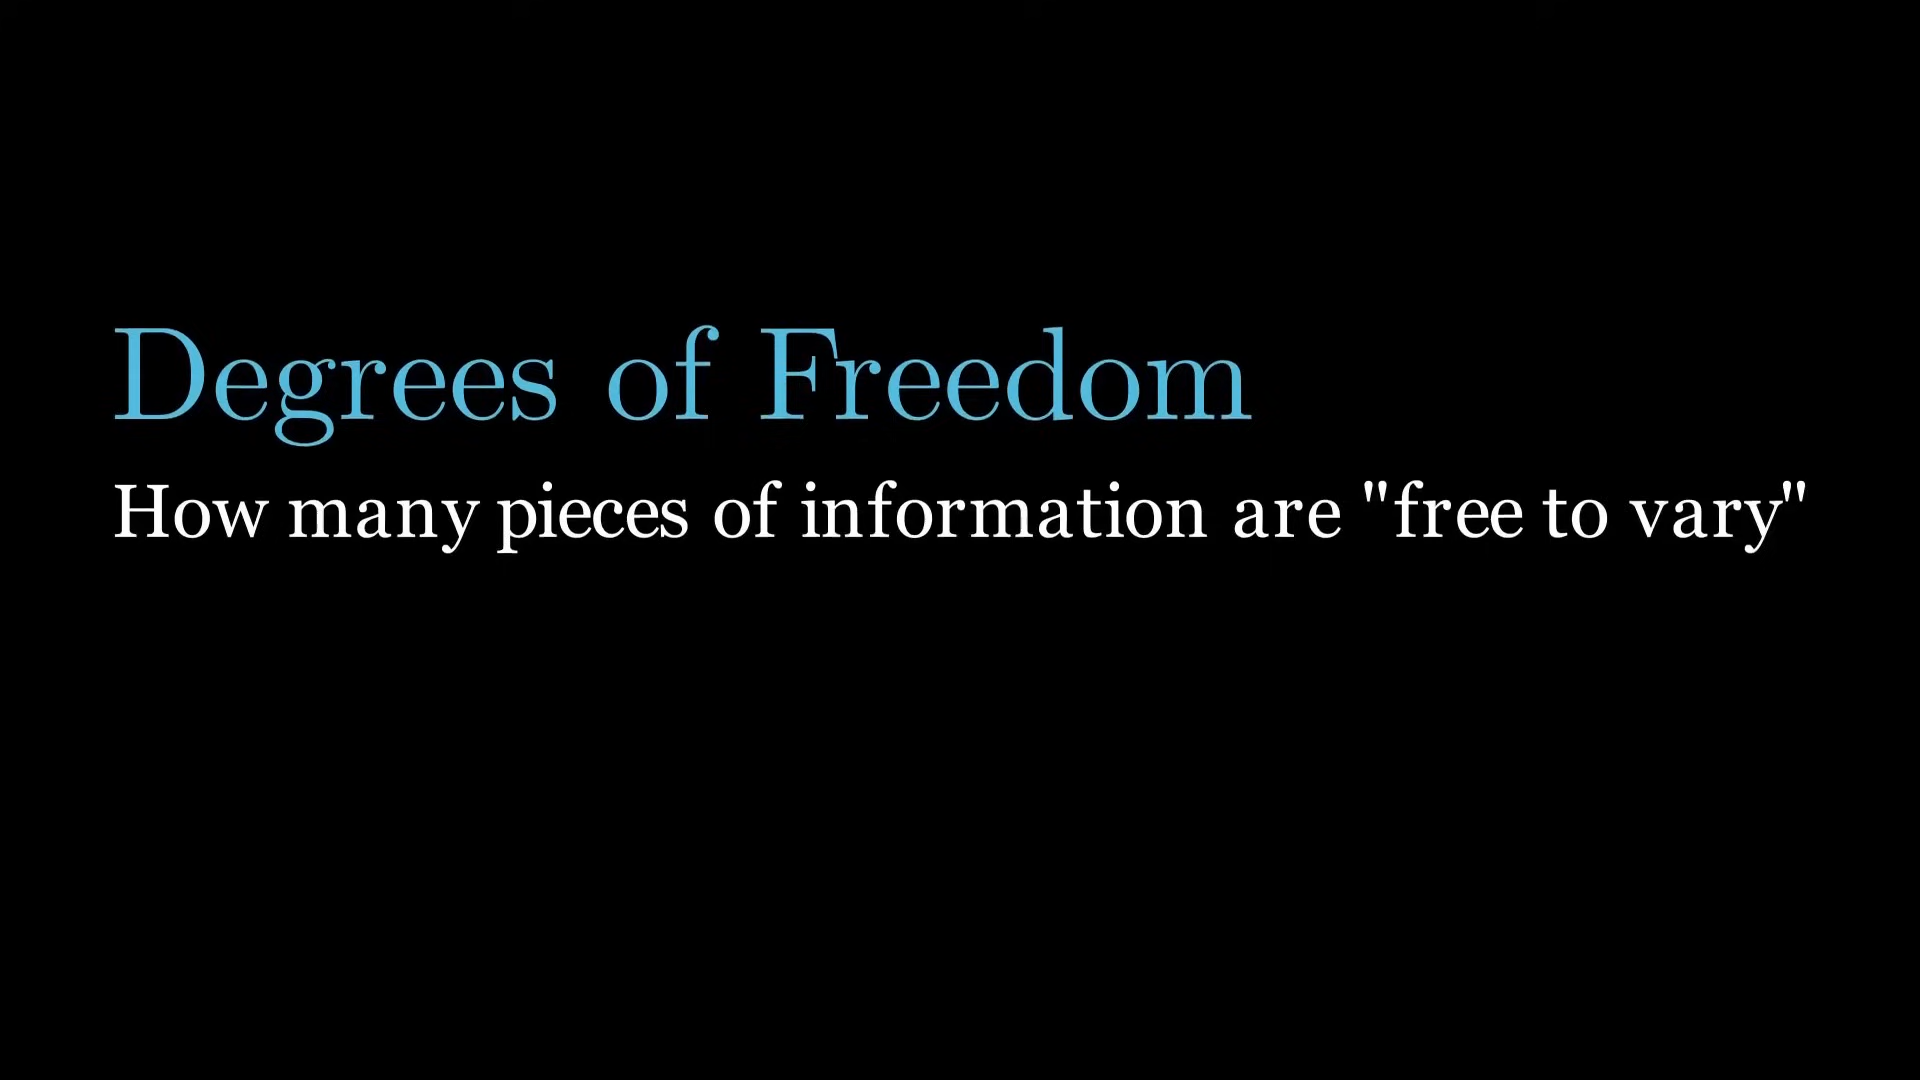 Degrees of Freedom
How many pieces of information are "free to vary"